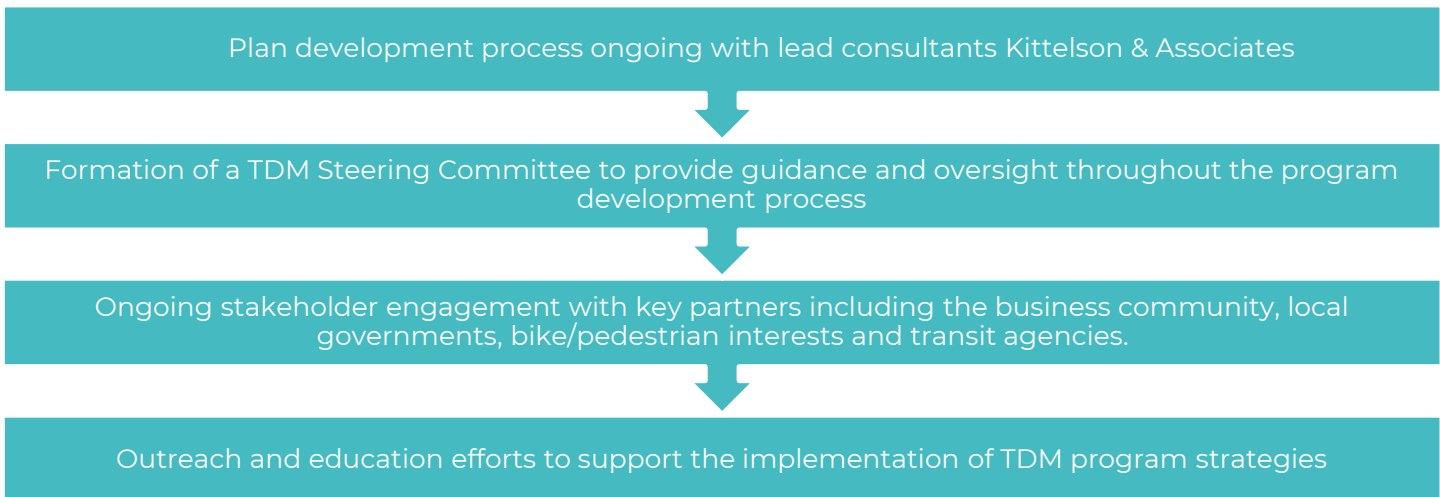 Plan development process ongoing with lead consultants Kittelson & Associates
Formation of a TDM Steering Committee to provide guidance and oversight throughout the program
development process
Ongoing stakeholder engagement with key partners including the business community, local
governments, bike/pedestrian interests and transit agencies.
Outreach and education efforts to support the implementation of TDM program strategies